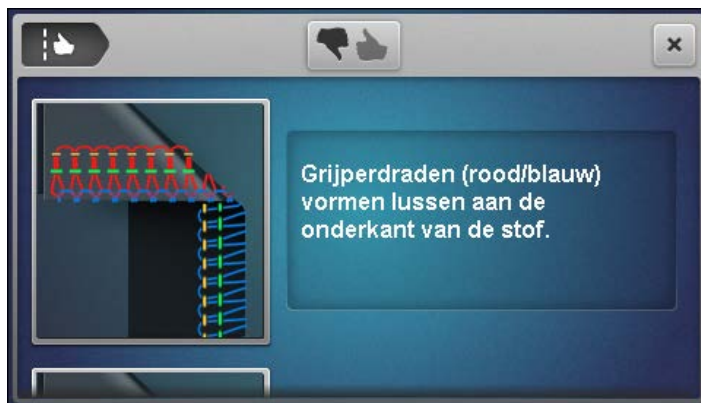 Grijperdraden (rood/blauw)
vormen lussen aan de
onderkant van de stof.